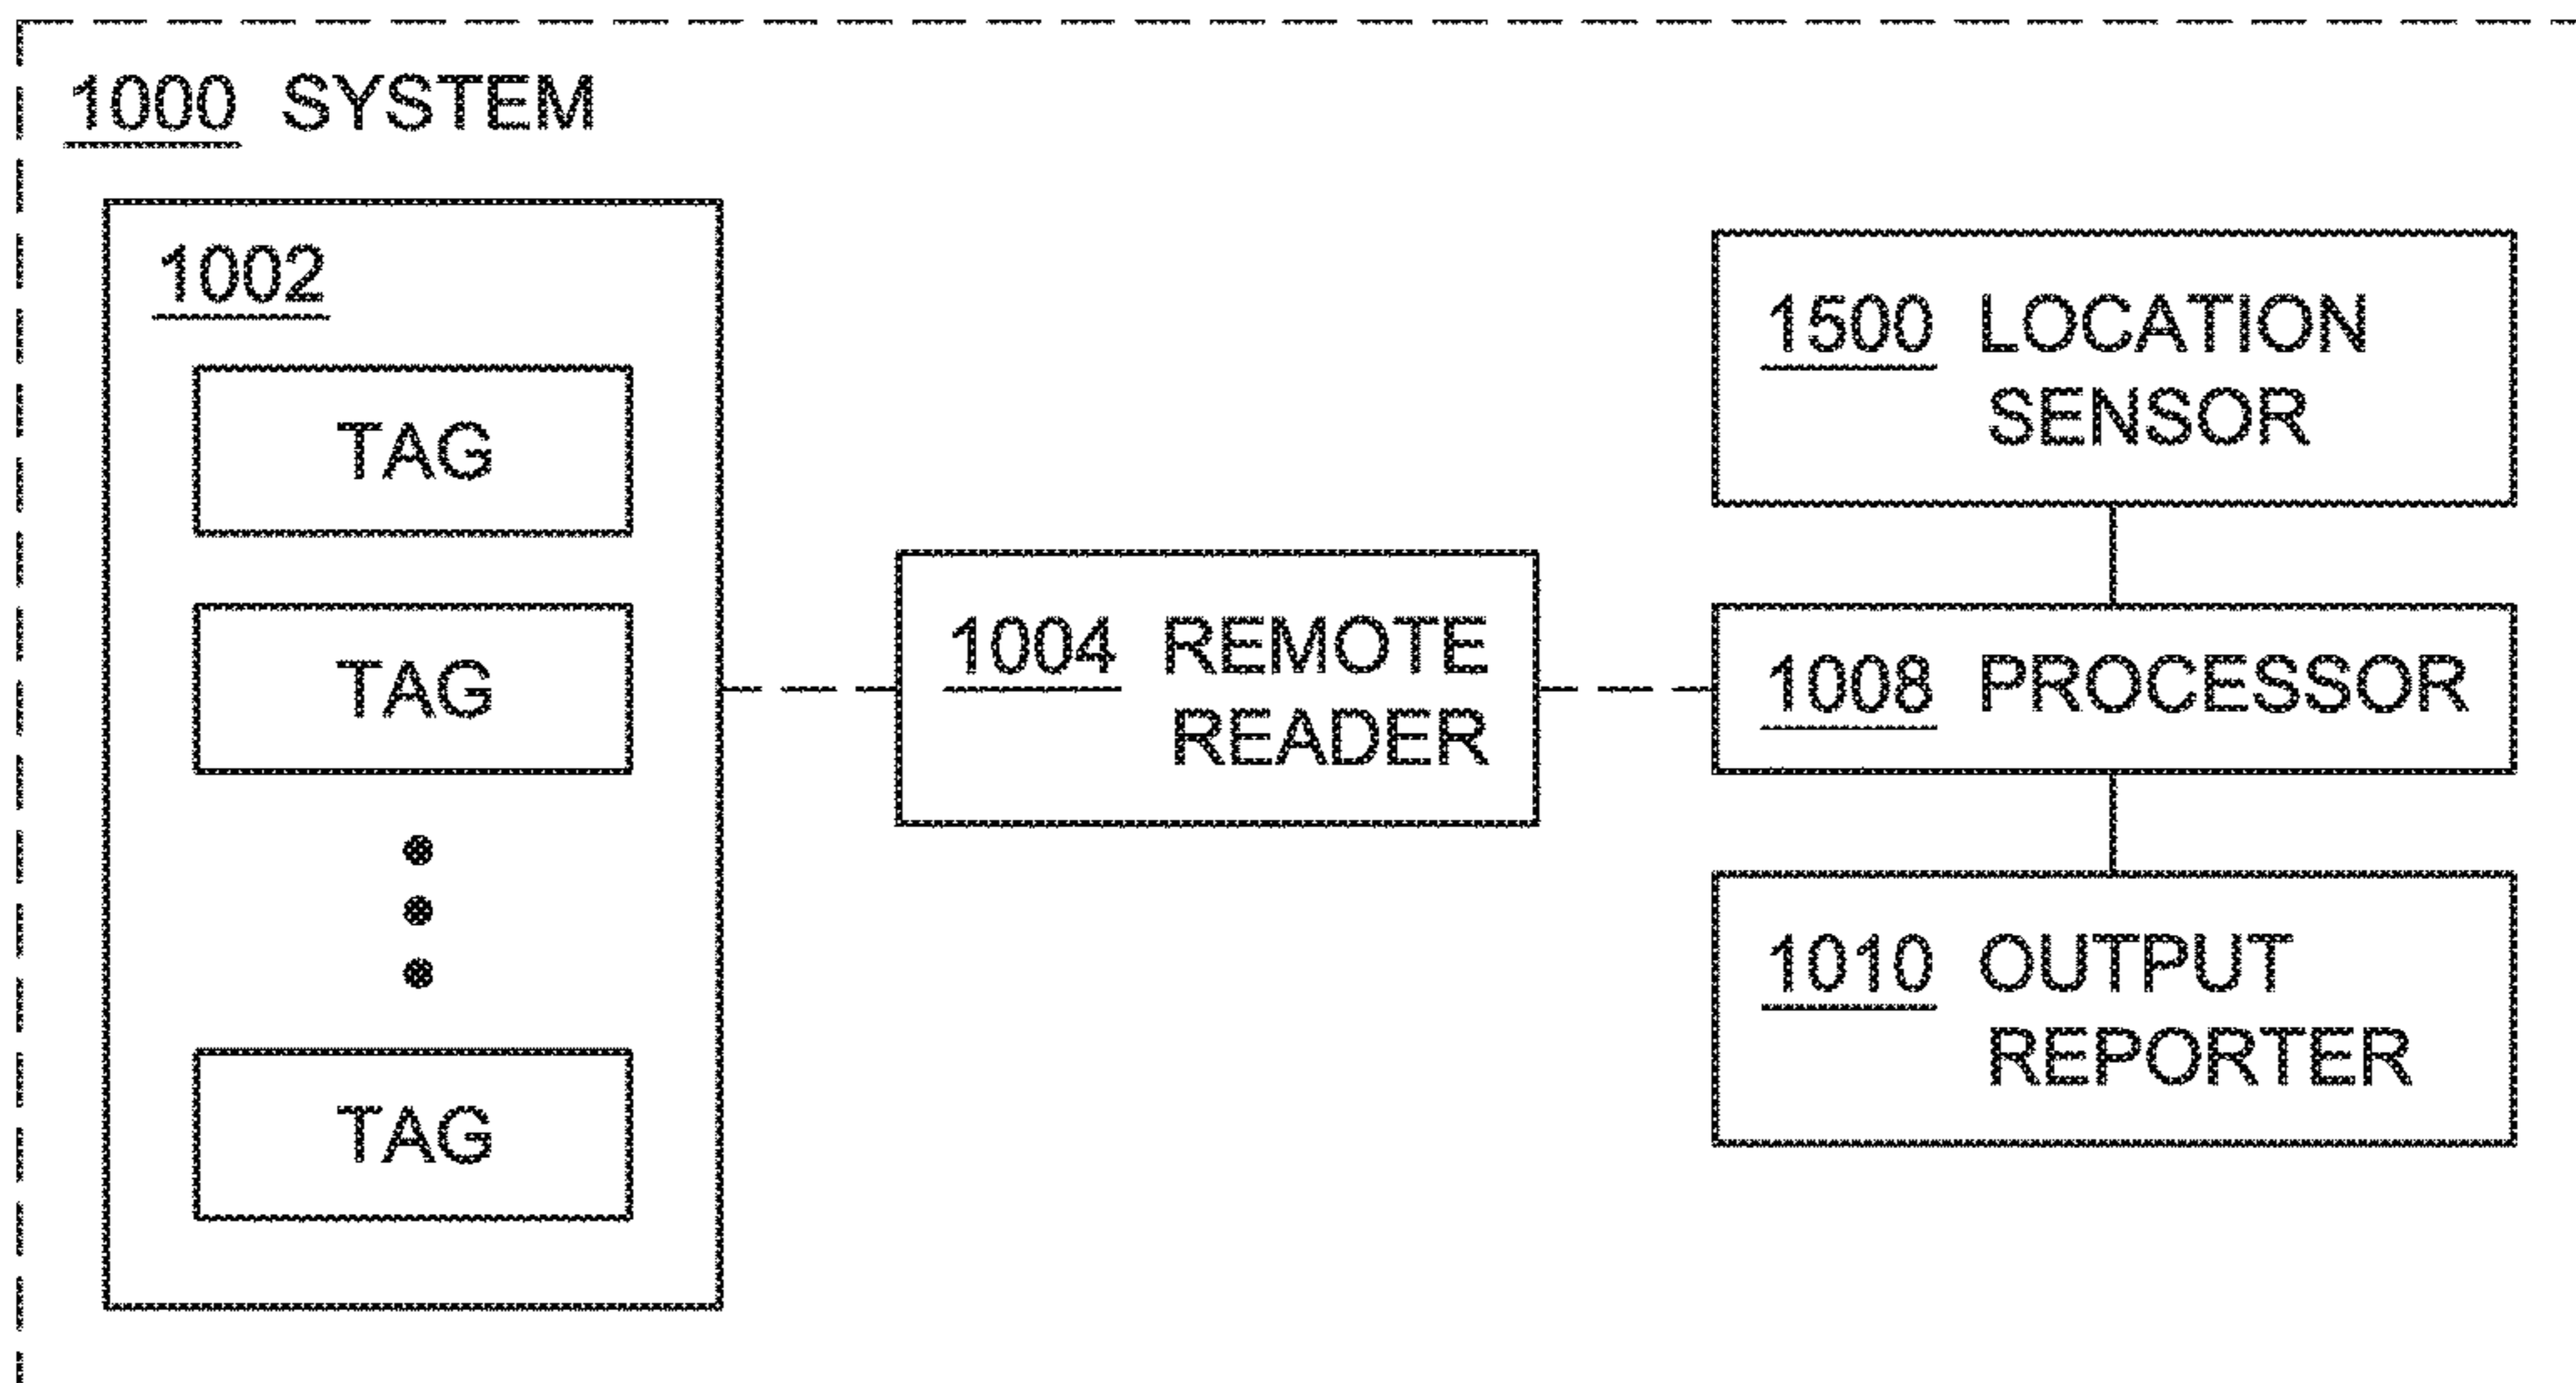 1000 SYSTEM
1002
TAG
TAG
TAG
1004 REMOTE
READER
1500 LOCATION
SENSOR
1008 PROCESSOR
1010 OUTPUT
REPORTER